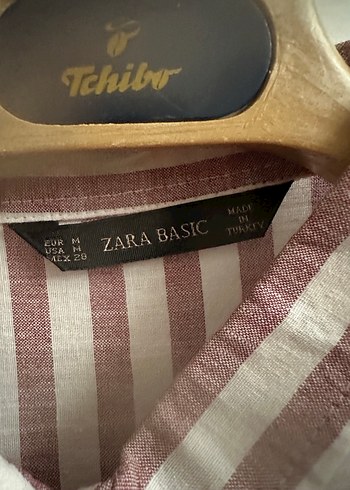 Tchibo
EUR M
USA M
MEX 28
ZARA BASIC
MADE
IN
TURKEY